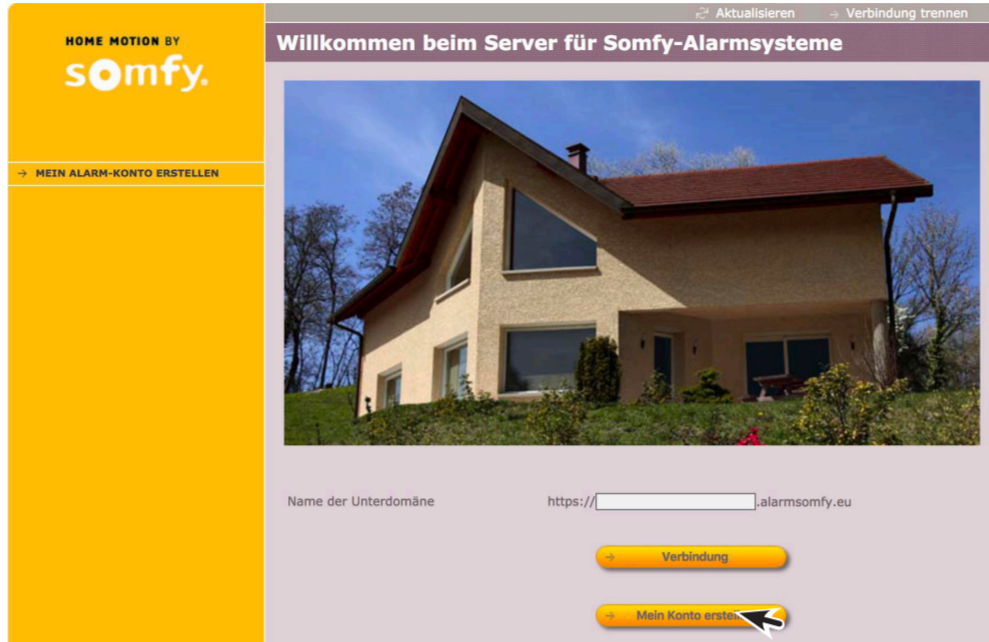 Aktualisieren → Verbindung trennen
HOME MOTION BY
somfy.
Willkommen beim Server für Somfy-Alarmsysteme
→ MEIN ALARM-KONTO ERSTELLEN
Name der Unterdomäne https:// .alarmsomfy.eu
→ Verbindung
→ Mein Konto